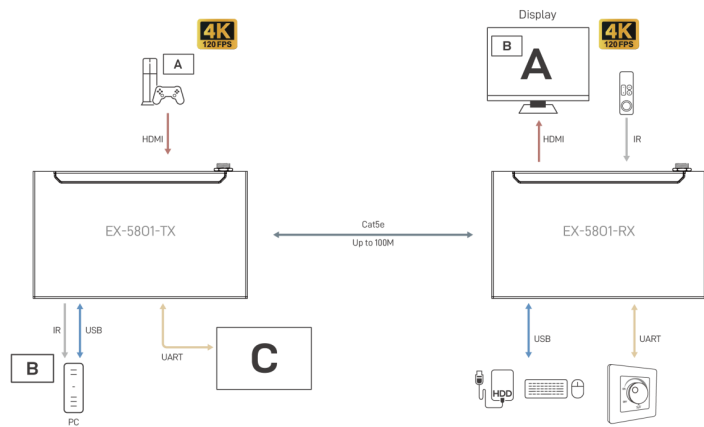 Display
4K
120 FPS
4K
120 FPS
A
B
A
HDMI
HDMI
IR
EX-5801-TX
Cat5e
Up to 100M
EX-5801-RX
IR
USB
UART
USB
UART
B
C
HDD
PC